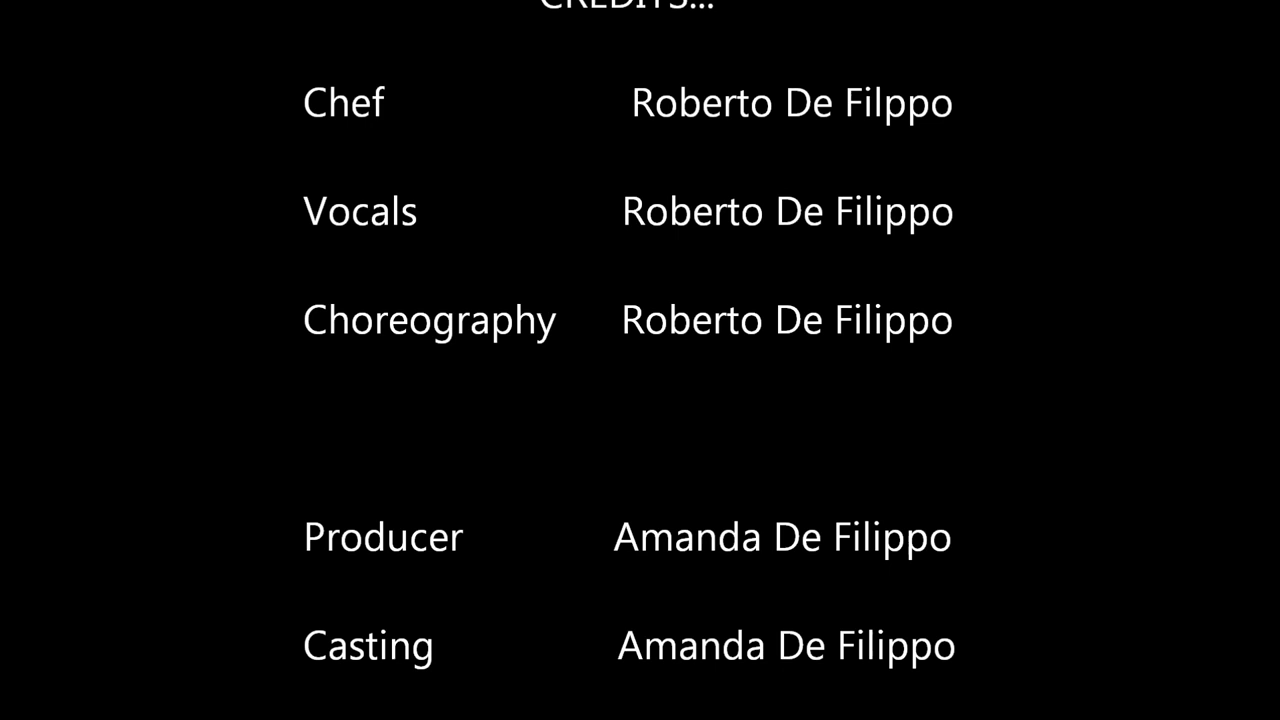 CREDITS...
Chef Roberto De Filppo
Vocals Roberto De Filippo
Choreography Roberto De Filippo
Producer Amanda De Filippo
Casting Amanda De Filippo